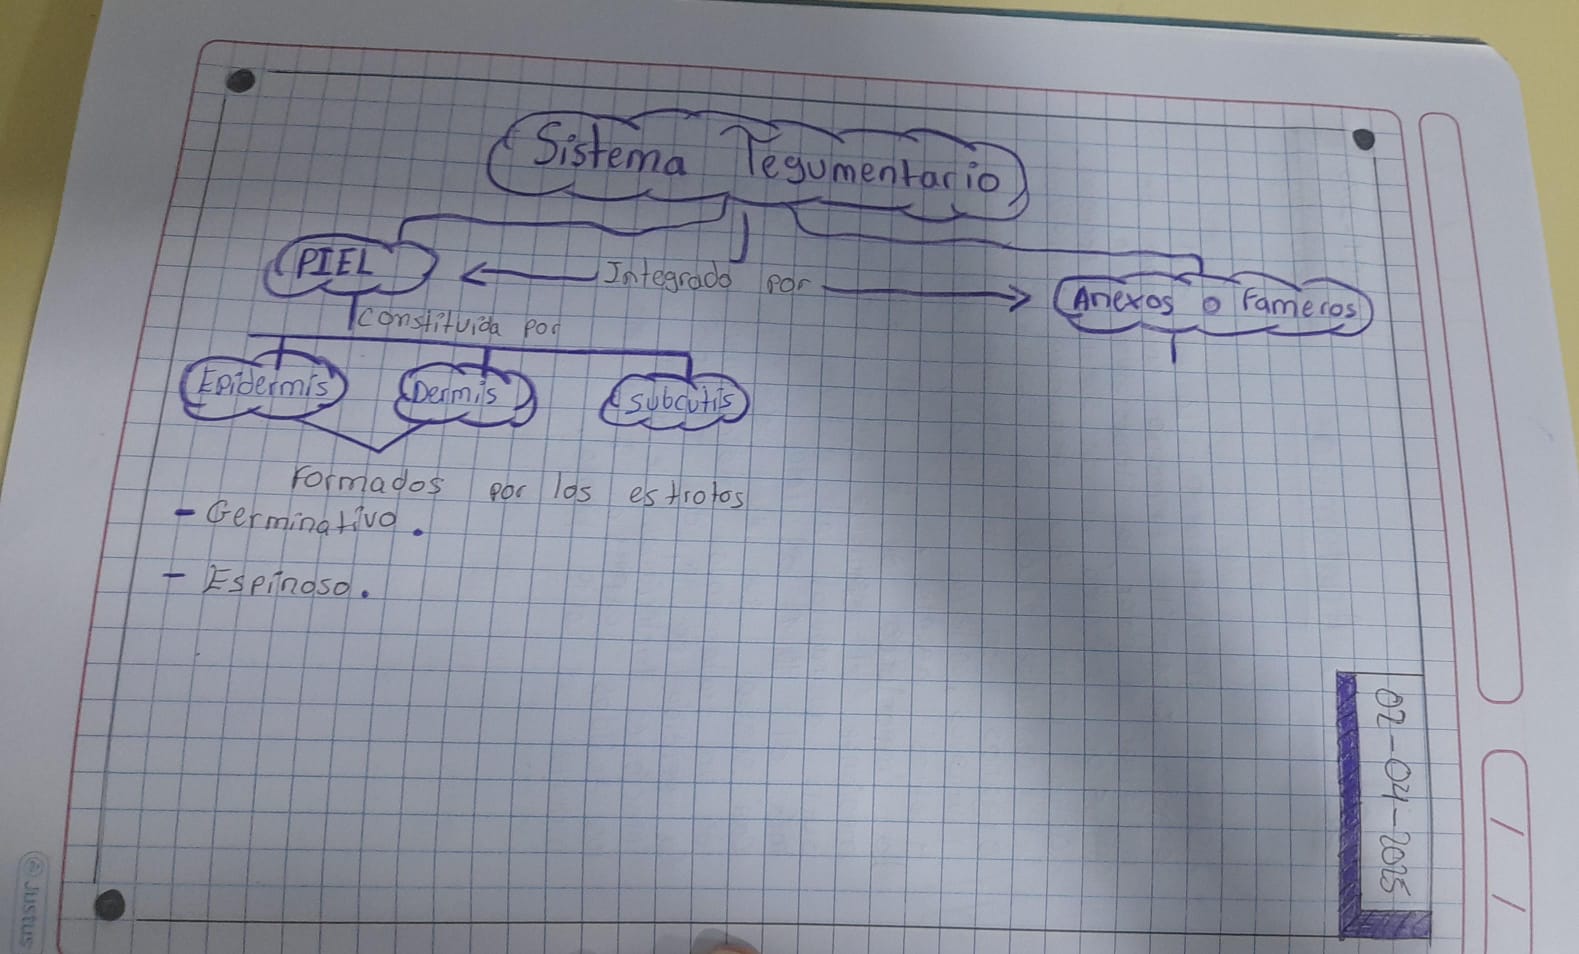 Sistema Tegumentario
PIEL
Integrado por
Anexos o Fameros
Constituida por
Epidermis
Dermis
Subcutis
Formados por los estratos
- Germinativo.
- Espinoso.
02-04-2025
Justus